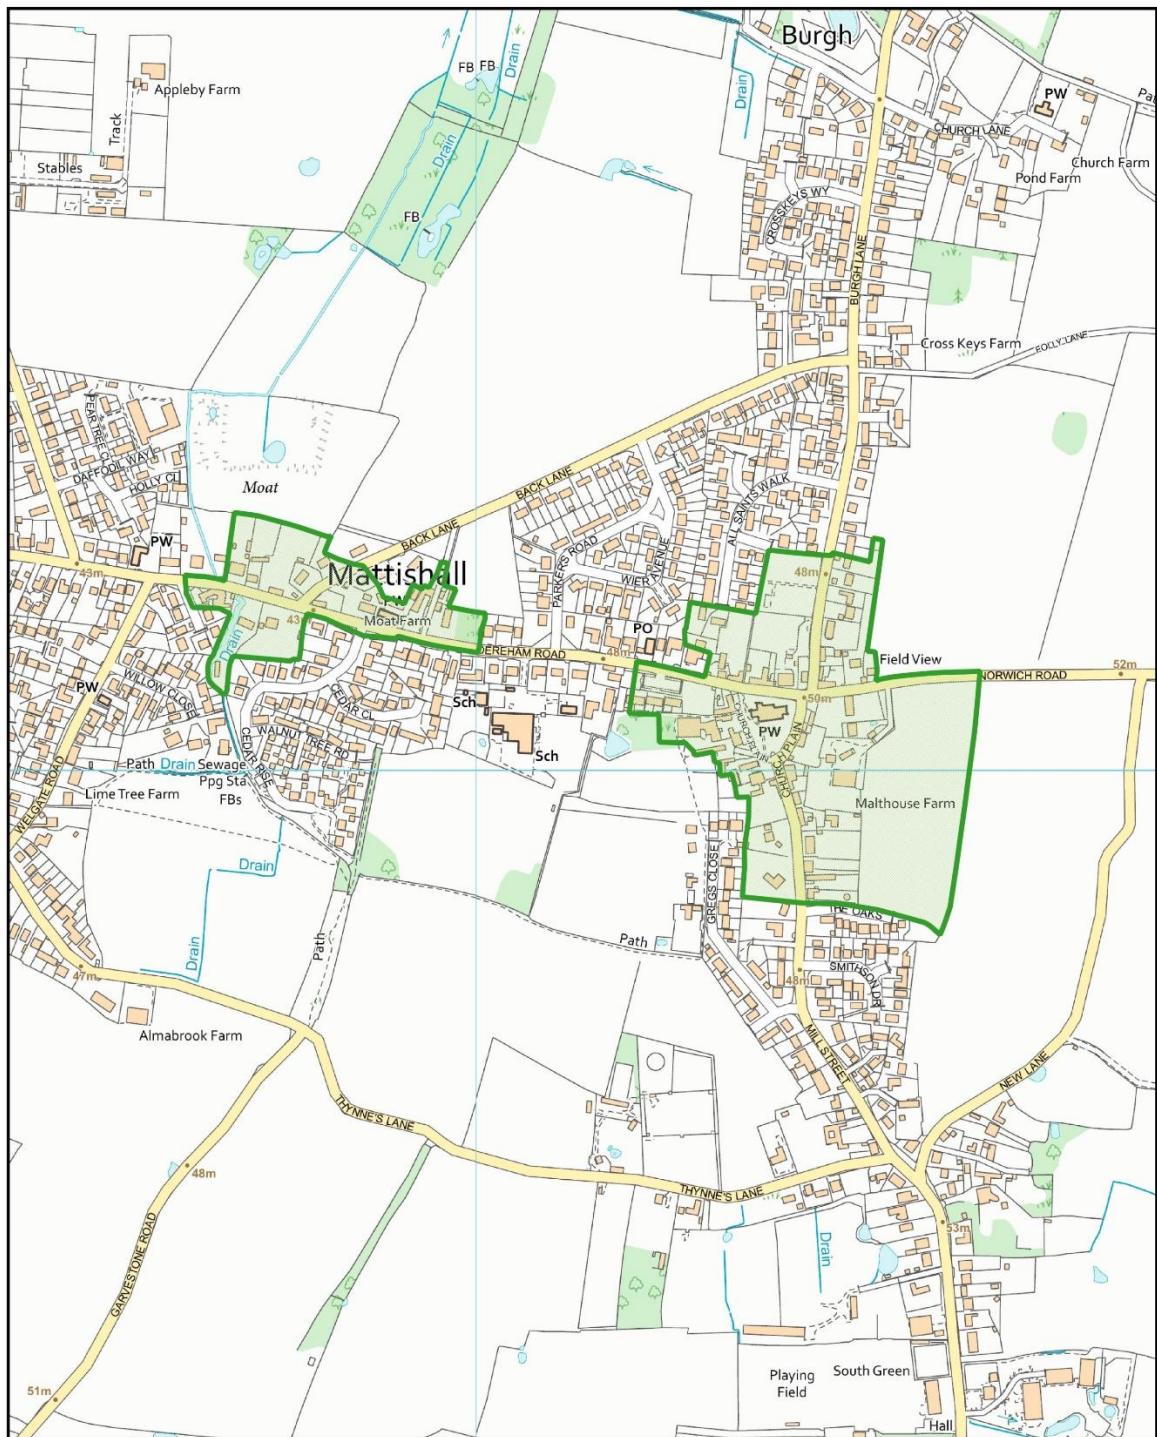 Burgh
FB FB
Drain
Drain
Appleby Farm
Track
Stables
PW
CHURCH LANE
Church Farm
Pond Farm
Drain
FB
CROSSKEYS WY
BURGH LANE
Cross Keys Farm
FOLLY LANE
PEAR TREE CL
DAFFODIL WAY
HOLLY CL
Moat
BACK LANE
ALL SAINTS WALK
PW
43m
BACK LANE
Mattishall
PW
Moat Farm
43m
PARKER'S ROAD
WIER AVENUE
48m
PO
DEREHAM ROAD
48m
Field View
NORWICH ROAD
52m
50m
Drain
WILLOW CLOSE
PW
CEDAR CL
Sch
Sch
WALNUT TREE RD
CEDAR RISE
PW
CHURCH PLAIN
Path
Drain
Sewage
Ppg Sta
FBs
Lime Tree Farm
WELGATE ROAD
Malthouse Farm
Drain
GREGS CLOSE
THE OAKS
Drain
Path
Path
SMITHSON DR
47m
48m
Almabrook Farm
MILL STREET
NEW LANE
THYNNE'S LANE
48m
THYNNE'S LANE
GARVESTONE ROAD
53m
Drain
51m
Playing
Field
South Green
Hall